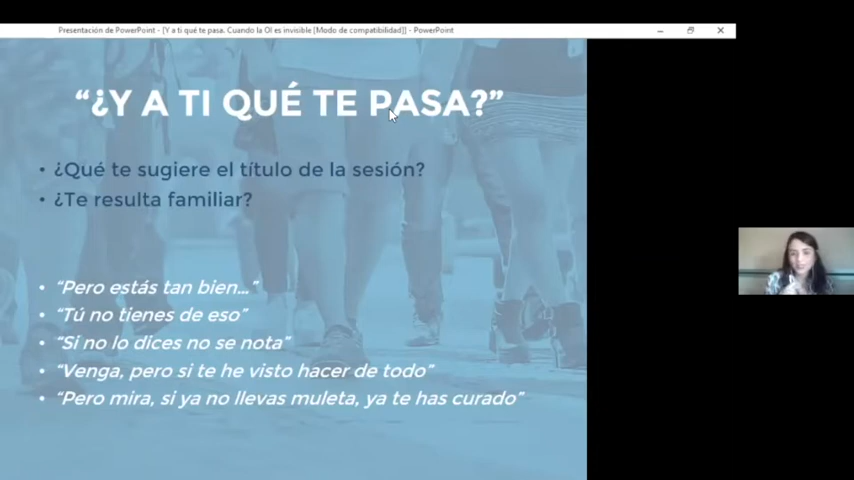 Presentación de PowerPoint - [Y a ti qué te pasa. Cuando la OI es invisible [Modo de compatibilidad]] - PowerPoint
“¿Y A TI QUÉ TE PASA?”
• ¿Qué te sugiere el título de la sesión?
• ¿Te resulta familiar?
• “Pero estás tan bien…”
• “Tú no tienes de eso”
• “Si no lo dices no se nota”
• “Venga, pero si te he visto hacer de todo”
• “Pero mira, si ya no llevas muleta, ya te has curado”